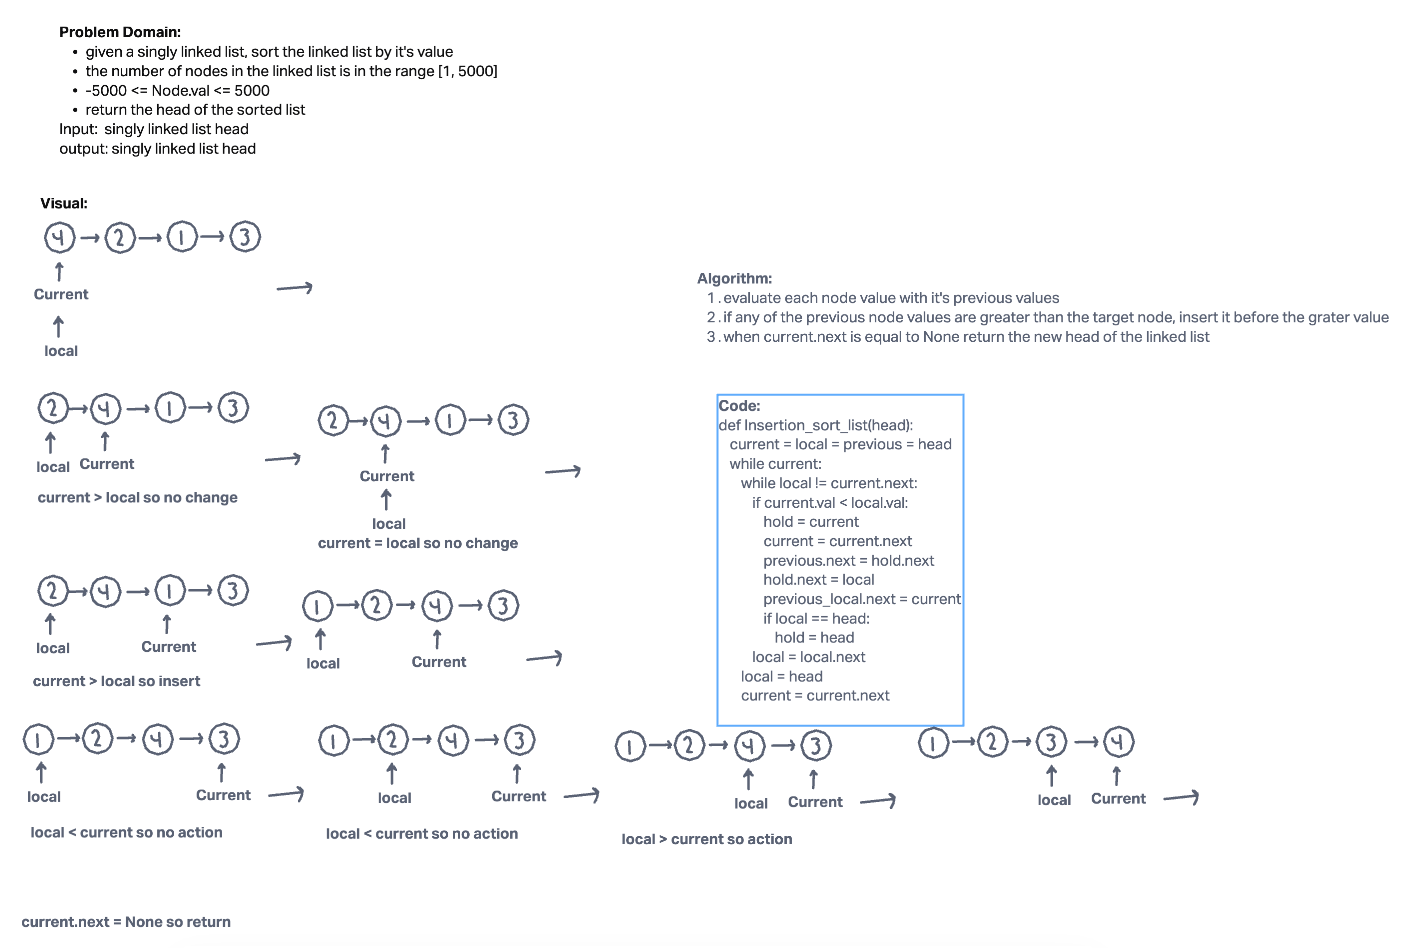 Problem Domain:
• given a singly linked list, sort the linked list by it's value
• the number of nodes in the linked list is in the range [1, 5000]
• -5000 <= Node.val <= 5000
• return the head of the sorted list
Input: singly linked list head
output: singly linked list head
Visual:
4 → 2 → 1 → 3
Current
local
Algorithm:
1. evaluate each node value with it's previous values
2. if any of the previous node values are greater than the target node, insert it before the grater value
3. when current.next is equal to None return the new head of the linked list
2 → 4 → 1 → 3
local Current
current > local so no change
2 → 4 → 1 → 3
Current
local
current = local so no change
Code:
def Insertion_sort_list(head):
current = local = previous = head
while current:
while local != current.next:
if current.val < local.val:
hold = current
current = current.next
previous.next = hold.next
hold.next = local
previous_local.next = current
if local == head:
hold = head
local = local.next
local = head
current = current.next
2 → 4 → 1 → 3
local Current
current > local so insert
1 → 2 → 4 → 3
local Current
1 → 2 → 4 → 3
local Current
local < current so no action
1 → 2 → 4 → 3
local Current
local < current so no action
1 → 2 → 4 → 3
local Current
local > current so action
1 → 2 → 3 → 4
local Current
current.next = None so return